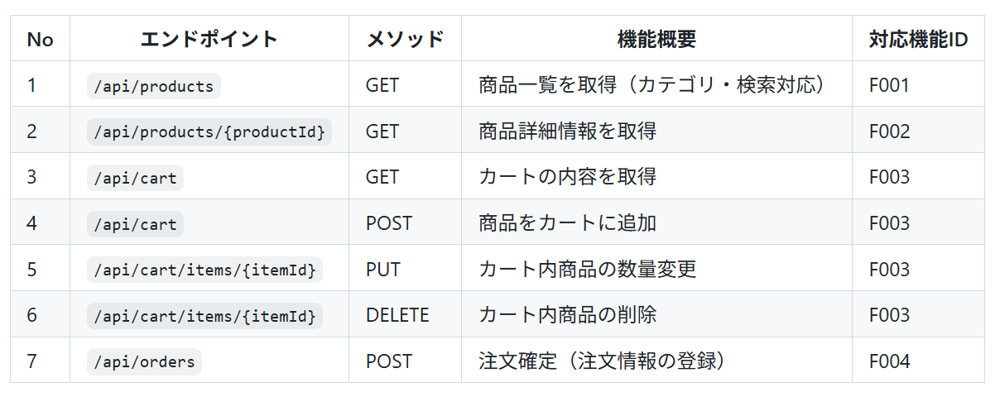 No エンドポイント メソッド 機能概要 対応機能ID
1 /api/products GET 商品一覧を取得（カテゴリ・検索対応） F001
2 /api/products/{productId} GET 商品詳細情報を取得 F002
3 /api/cart GET カートの内容を取得 F003
4 /api/cart POST 商品をカートに追加 F003
5 /api/cart/items/{itemId} PUT カート内商品の数量変更 F003
6 /api/cart/items/{itemId} DELETE カート内商品の削除 F003
7 /api/orders POST 注文確定（注文情報の登録） F004